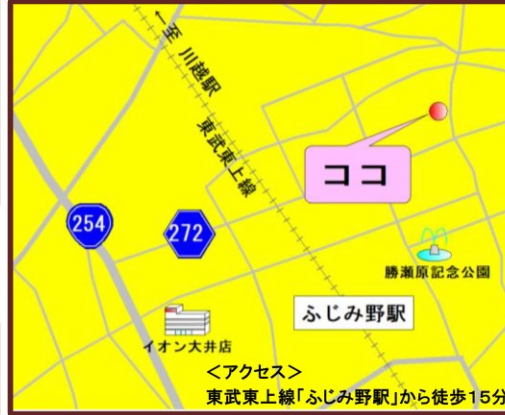 ←至 川越駅
東武東上線
ココ
254
272
勝瀬原記念公園
ふじみ野駅
イオン大井店
＜アクセス＞
東武東上線「ふじみ野駅」から徒歩15分